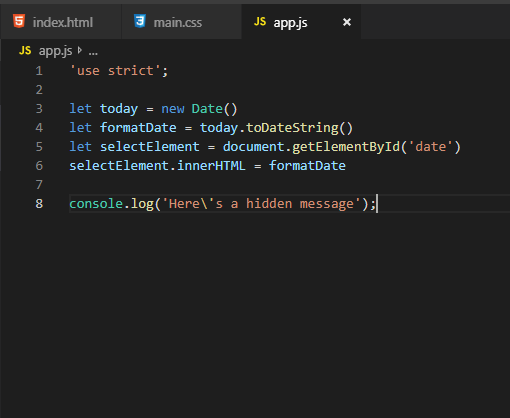 index.html main.css JS app.js ×
JS app.js > ...
1 'use strict';
2
3 let today = new Date()
4 let formatDate = today.toDateString()
5 let selectElement = document.getElementById('date')
6 selectElement.innerHTML = formatDate
7
8 console.log('Here\'s a hidden message');